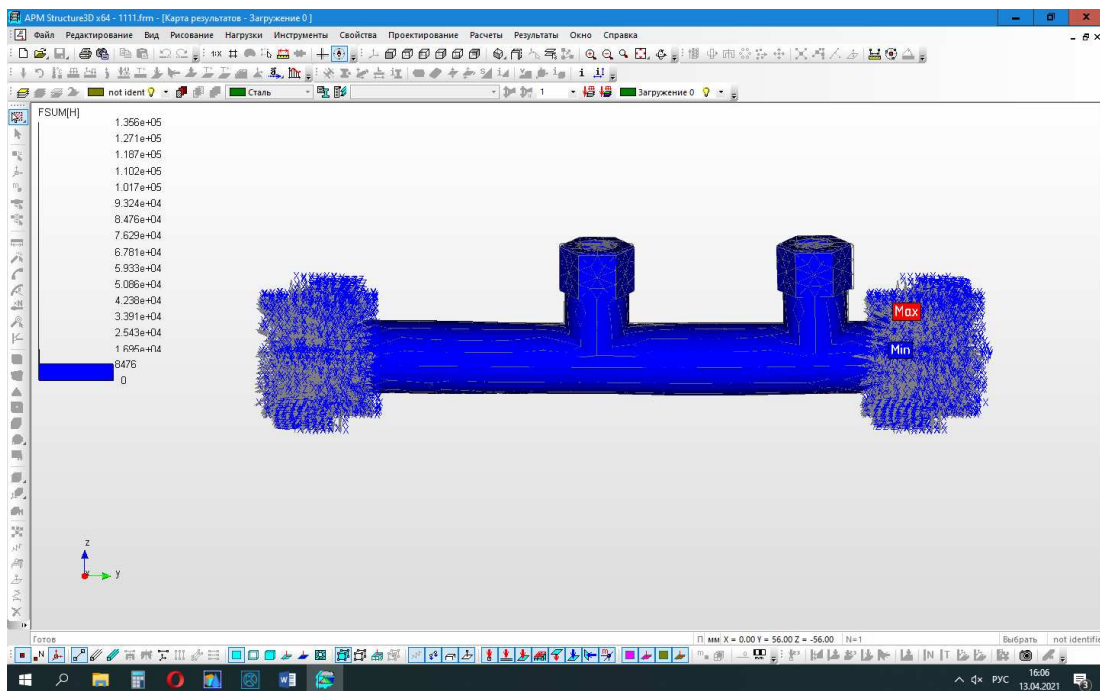 APM Structure3D x64 - 1111.frm - [Карта результатов - Загружение 0 ]
Файл Редактирование Вид Рисование Нагрузки Инструменты Свойства Проектирование Расчеты Результаты Окно Справка
not ident Сталь 1 Загружение 0
FSUM[H]
1.356e+05
1.271e+05
1.187e+05
1.102e+05
1.017e+05
9.324e+04
8.476e+04
7.629e+04
6.781e+04
5.933e+04
5.086e+04
4.238e+04
3.391e+04
2.543e+04
1.695e+04
8476
0
Max
Min
z
y
Готов П мм X = 0.00 Y = 56.00 Z = -56.00 N=1 Выбрать not identifie
РУС
16:06
13.04.2021